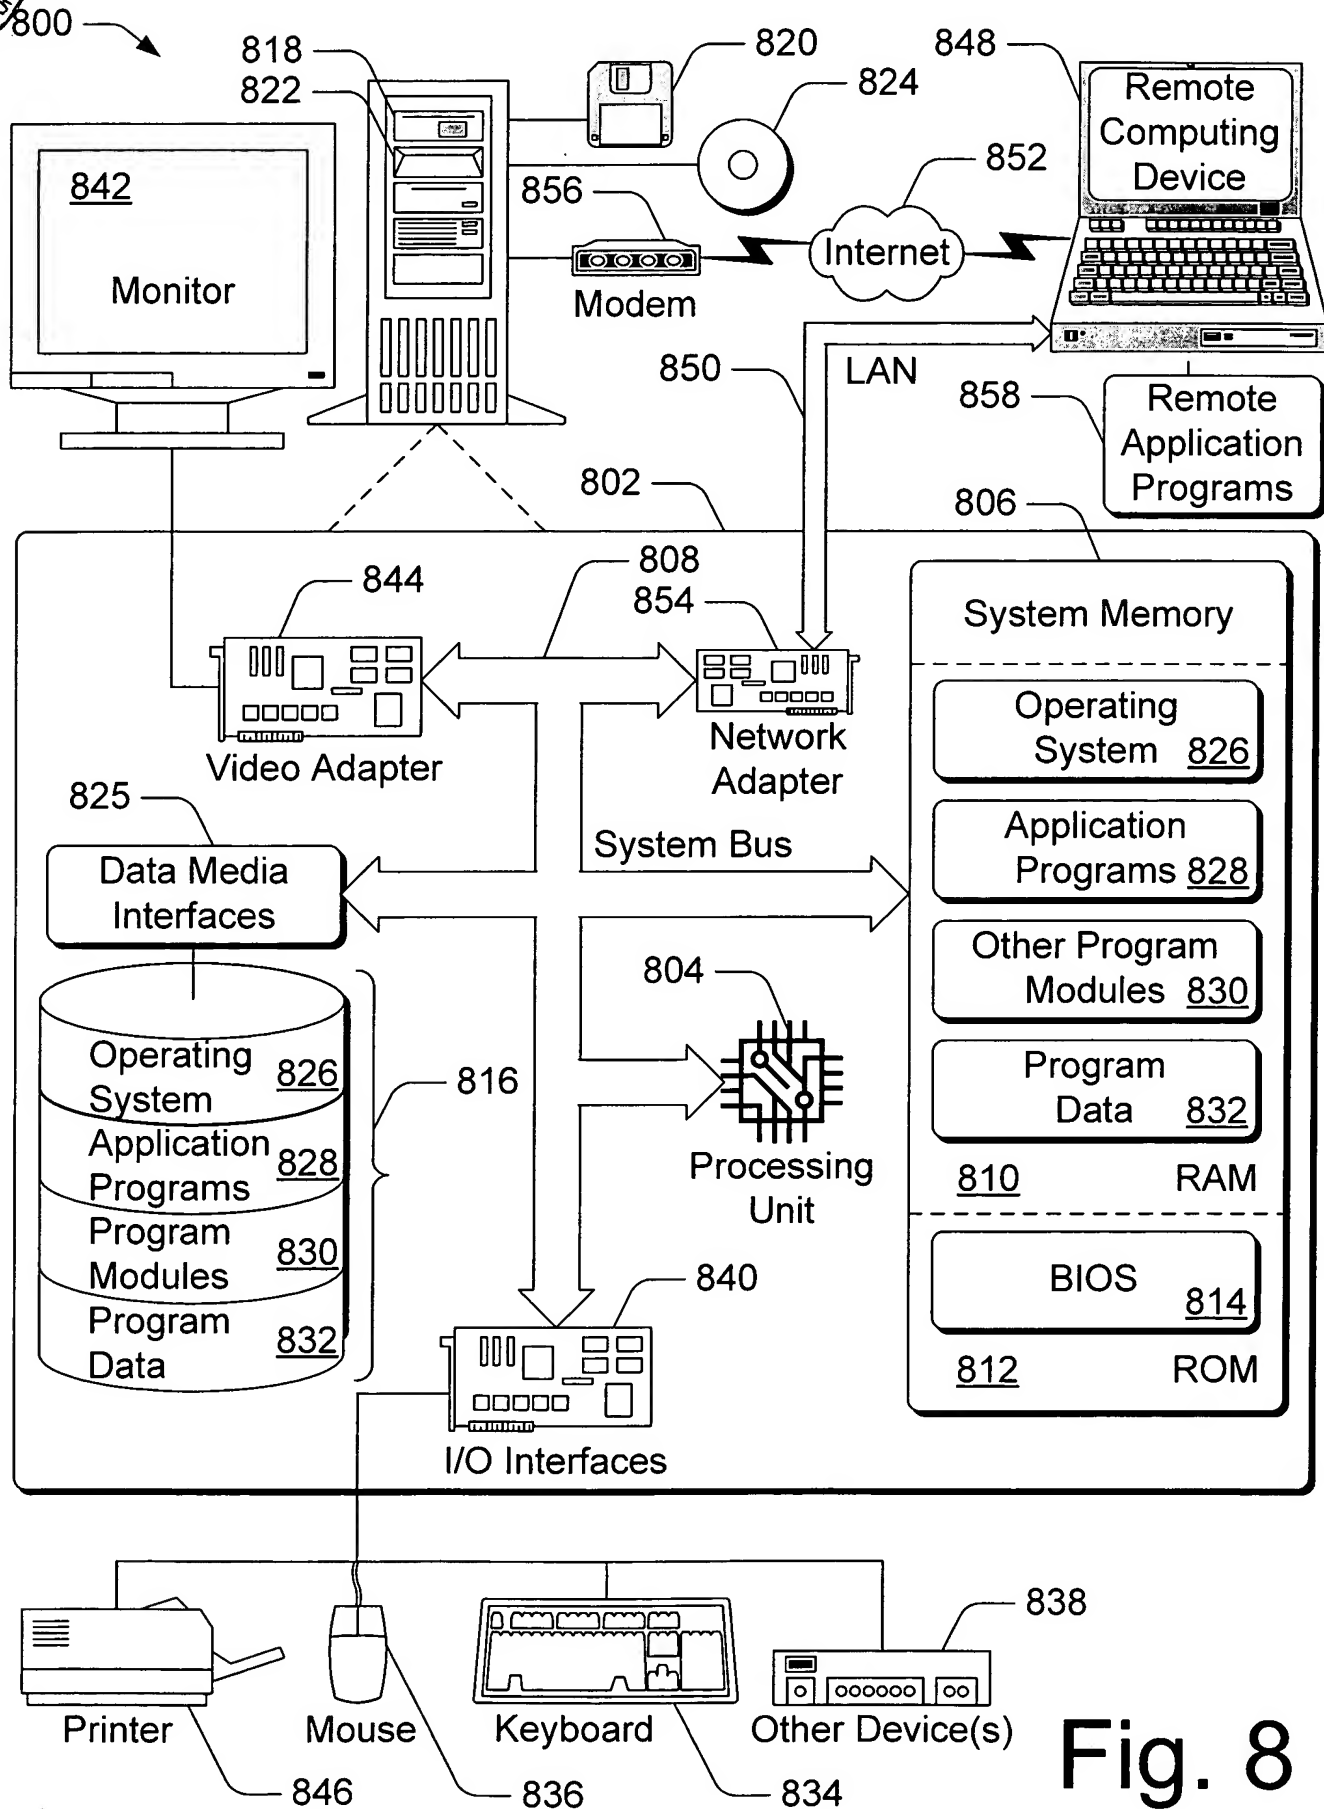 800
818
822
820
824
848
Remote
Computing
Device
842
Monitor
856
Modem
852
Internet
850
LAN
858
Remote
Application
Programs
802
806
808
844
854
Video Adapter
Network
Adapter
System Memory
Operating
System 826
Application
Programs 828
Other Program
Modules 830
Program
Data 832
810 RAM
BIOS 814
812 ROM
825
Data Media
Interfaces
System Bus
804
Processing
Unit
Operating
System 826
Application
Programs 828
Program
Modules 830
Program
Data 832
816
840
I/O Interfaces
838
Printer
Mouse
Keyboard
Other Device(s)
846
836
834
Fig. 8